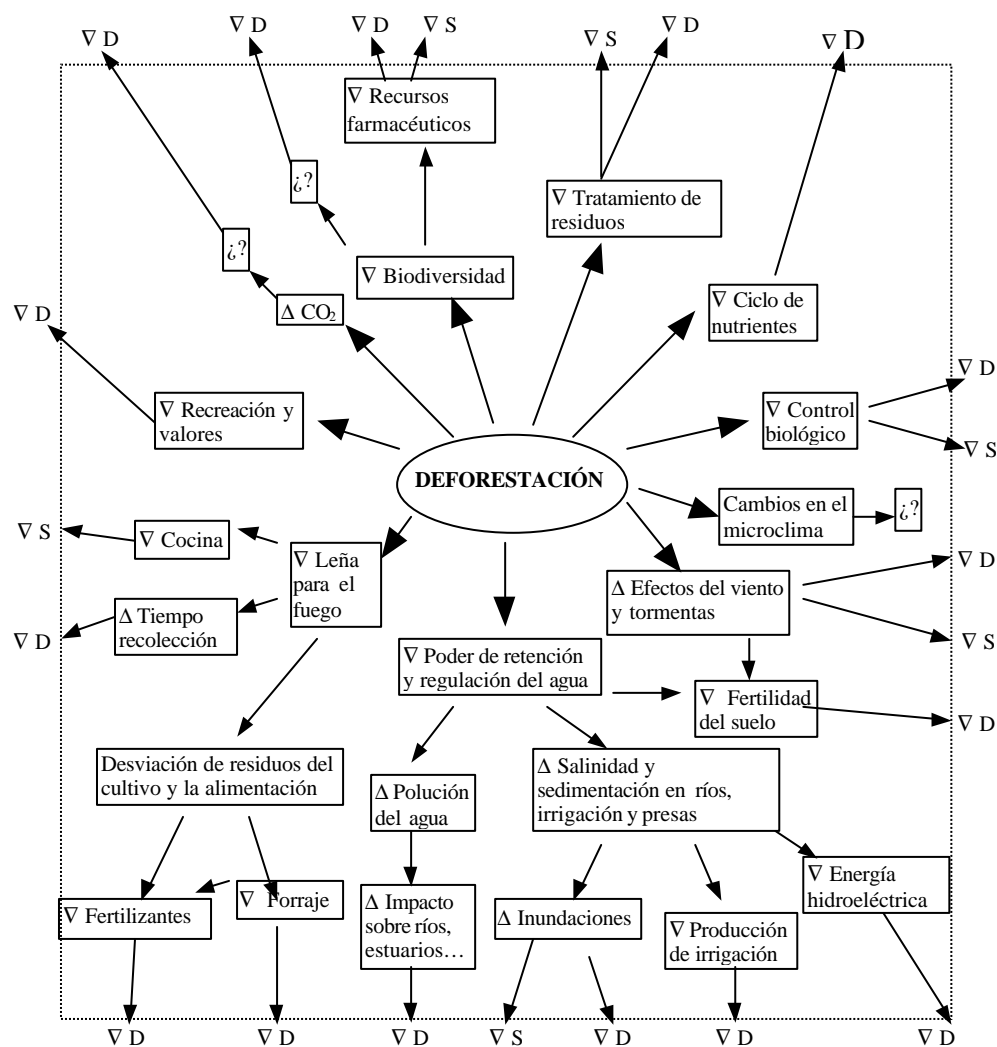 ∇ D
∇ D
∇ D
∇ S
∇ S
∇ D
∇ D
∇ Recursos
farmacéuticos
¿?
∇ Tratamiento de
residuos
¿?
∇ Biodiversidad
Δ CO₂
∇ Ciclo de
nutrientes
∇ D
∇ D
∇ Recreación y
valores
∇ Control
biológico
∇ S
DEFORESTACIÓN
Cambios en el
microclima
¿?
∇ S
∇ Cocina
∇ Leña
para el
fuego
∇ D
Δ Efectos del viento
y tormentas
Δ Tiempo
recolección
∇ D
∇ S
∇ Poder de retención
y regulación del agua
∇ Fertilidad
del suelo
∇ D
Desviación de residuos del
cultivo y la alimentación
Δ Polución
del agua
Δ Salinidad y
sedimentación en ríos,
irrigación y presas
∇ Energía
hidroeléctrica
∇ Fertilizantes
∇ Forraje
Δ Impacto
sobre ríos,
estuarios…
Δ Inundaciones
∇ Producción
de irrigación
∇ D
∇ D
∇ D
∇ S
∇ D
∇ D
∇ D